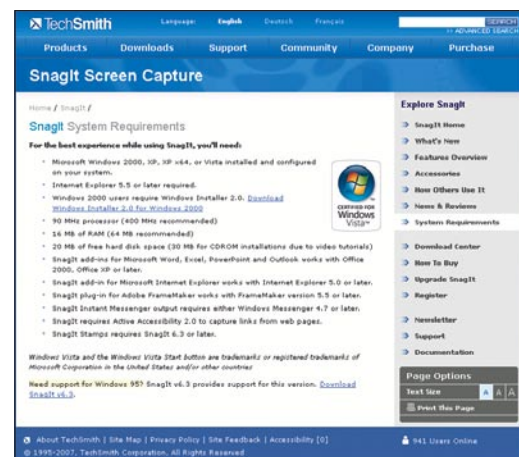 TechSmith
Language: English Deutsch Français
SEARCH
>> ADVANCED SEARCH
Products Downloads Support Community Company Purchase
SnagIt Screen Capture
Home / SnagIt /
SnagIt System Requirements
For the best experience while using SnagIt, you'll need:
Microsoft Windows 2000, XP, XP x64, or Vista installed and configured
on your system.
Internet Explorer 5.5 or later required.
Windows 2000 users require Windows Installer 2.0. Download
Windows Installer 2.0 for Windows 2000
90 MHz processor (400 MHz recommended)
16 MB of RAM (64 MB recommended)
20 MB of free hard disk space (30 MB for CDROM installations due to video tutorials)
SnagIt add-ins for Microsoft Word, Excel, PowerPoint and Outlook works with Office
2000, Office XP or later.
SnagIt add-in for Microsoft Internet Explorer works with Internet Explorer 5.0 or later.
SnagIt plug-in for Adobe FrameMaker works with FrameMaker version 5.5 or later.
SnagIt Instant Messenger output requires either Windows Messenger 4.7 or later.
SnagIt requires Active Accessibility 2.0 to capture links from web pages.
SnagIt Stamps requires SnagIt 6.3 or later.
CERTIFIED FOR
Windows
Vista™
Windows Vista and the Windows Vista Start button are trademarks or registered trademarks of
Microsoft Corporation in the United States and/or other countries
Need support for Windows 95? SnagIt v6.3 provides support for this version. Download
SnagIt v6.3.
Explore SnagIt
SnagIt Home
What's New
Features Overview
Accessories
How Others Use It
News & Reviews
System Requirements
Download Center
How To Buy
Upgrade SnagIt
Register
Newsletter
Support
Documentation
Page Options
Text Size A A A
Print This Page
About TechSmith | Site Map | Privacy Policy | Site Feedback | Accessibility [0]
941 Users Online
© 1995-2007, TechSmith Corporation, All Rights Reserved